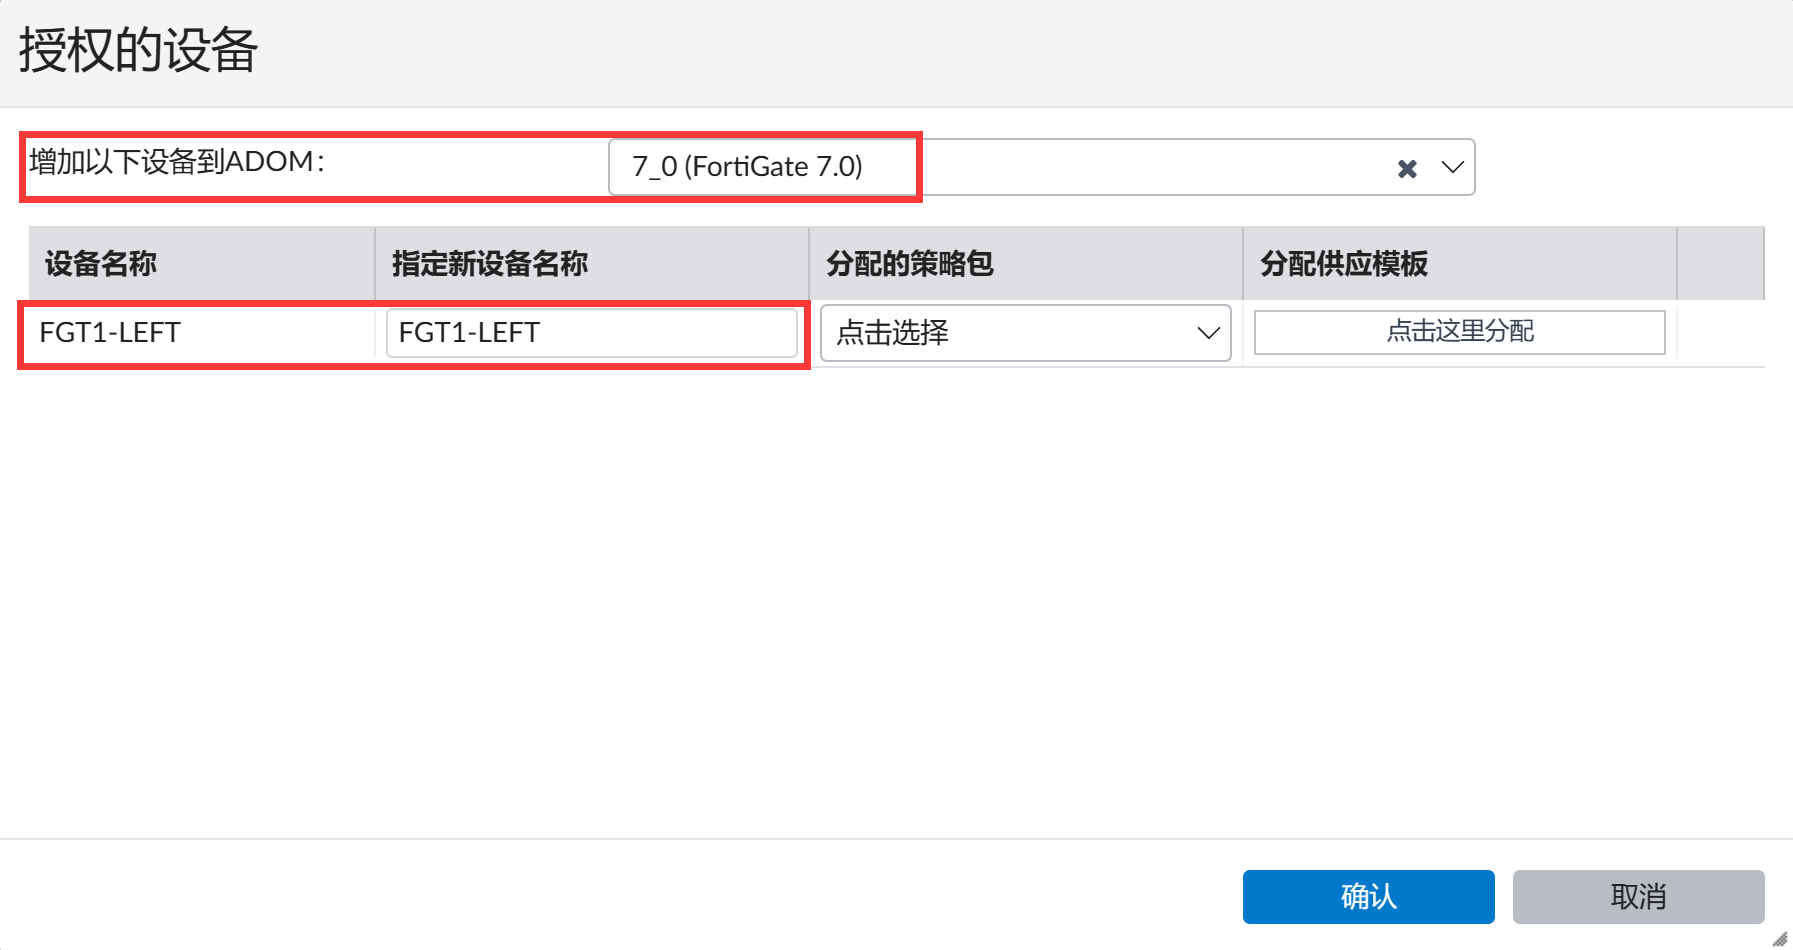 授权的设备
增加以下设备到ADOM：
7_0 (FortiGate 7.0)
设备名称 指定新设备名称 分配的策略包 分配供应模板
FGT1-LEFT FGT1-LEFT 点击选择 点击这里分配
确认 取消